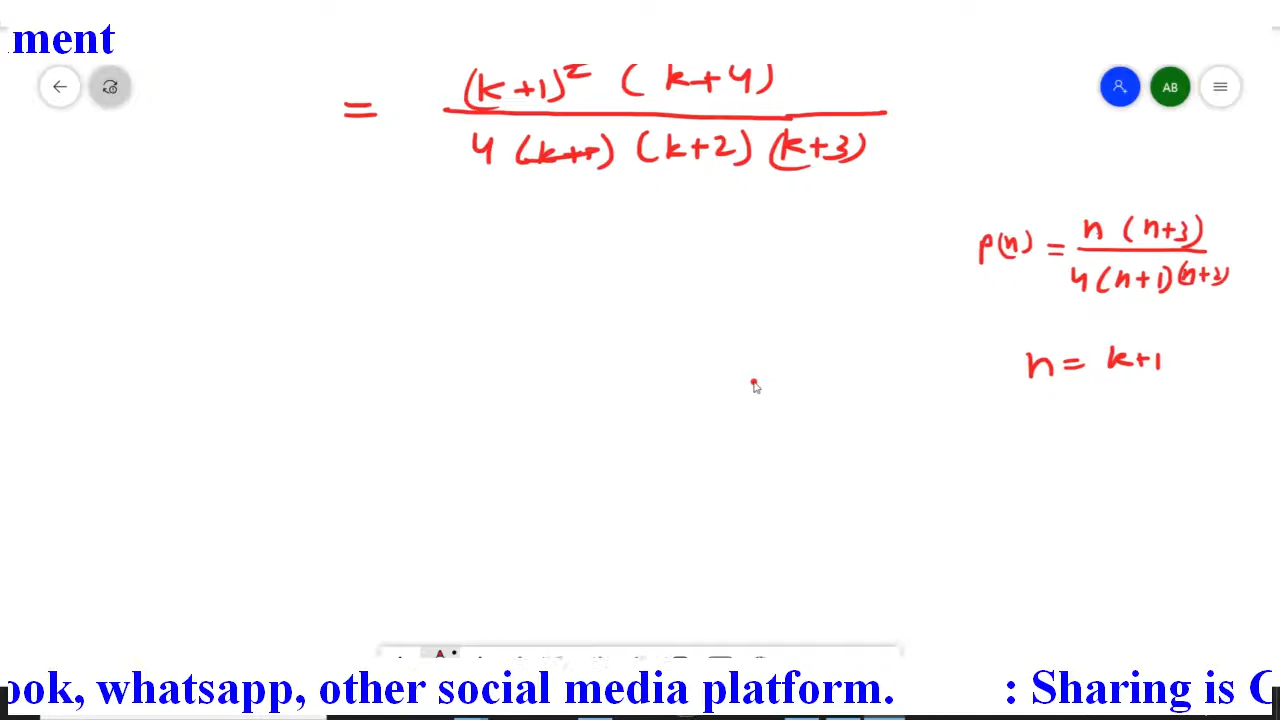 ment
(k+1)² (k+4)
=
4 (k+1) (k+2) (k+3)
AB
n (n+3)
p(n) =
4(n+1)(n+2)
n = k+1
ook, whatsapp, other social media platform. : Sharing is C